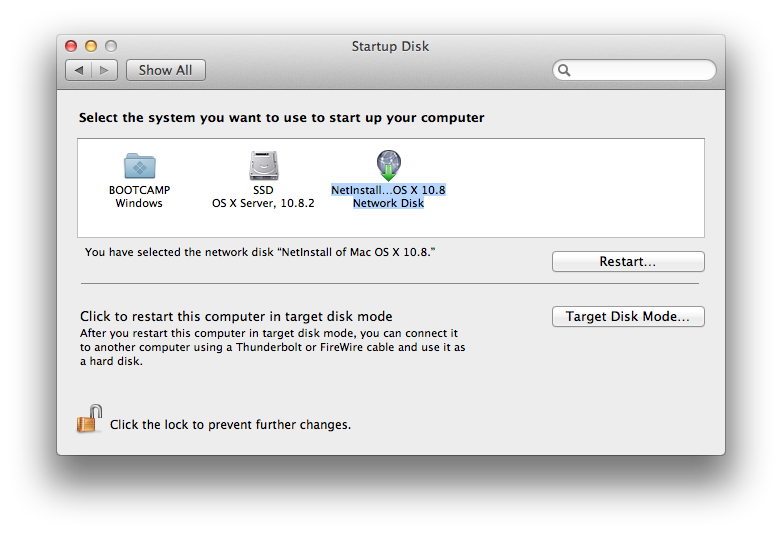 Startup Disk
Show All
Select the system you want to use to start up your computer
BOOTCAMP
Windows
SSD
OS X Server, 10.8.2
NetInstall...OS X 10.8
Network Disk
You have selected the network disk “NetInstall of Mac OS X 10.8.”
Restart...
Click to restart this computer in target disk mode
Target Disk Mode...
After you restart this computer in target disk mode, you can connect it
to another computer using a Thunderbolt or FireWire cable and use it as
a hard disk.
Click the lock to prevent further changes.